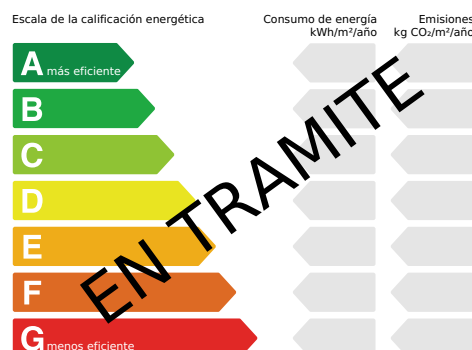 Escala de la calificación energética
Consumo de energía
kWh/m²/año
Emisiones
kg CO₂/m²/año
A más eficiente
B
C
D
E
F
G menos eficiente
EN TRAMITE